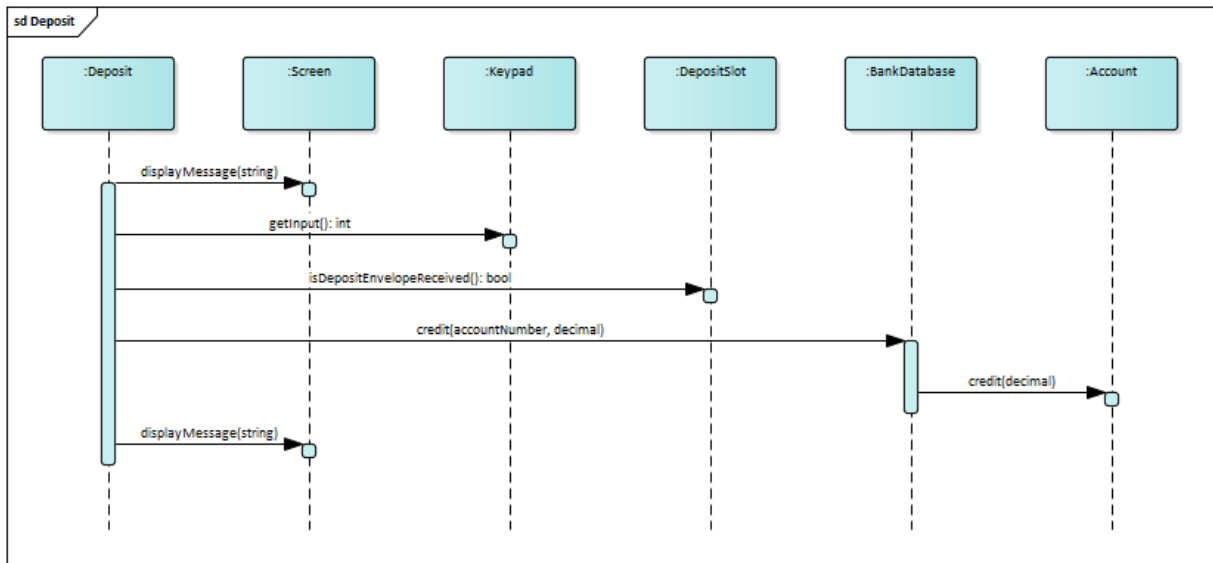 sd Deposit
:Deposit
:Screen
:Keypad
:DepositSlot
:BankDatabase
:Account
displayMessage(string)
getInput(): int
isDepositEnvelopeReceived(): bool
credit(accountNumber, decimal)
credit(decimal)
displayMessage(string)